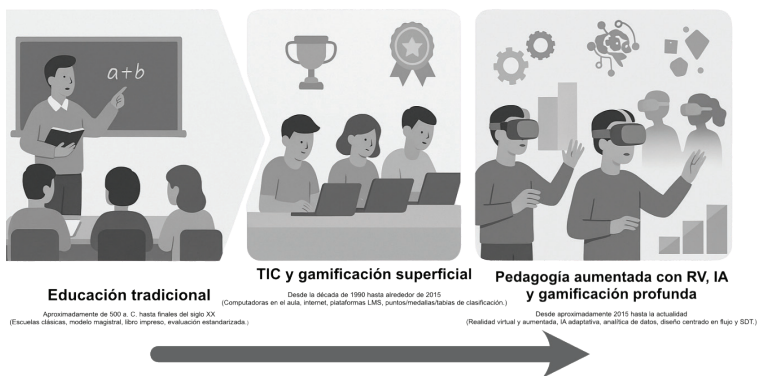 a+b
Educación tradicional
Aproximadamente de 500 a. C. hasta finales del siglo XX
(Escuelas clásicas, modelo magistral, libro impreso, evaluación estandarizada.)
TIC y gamificación superficial
Desde la década de 1990 hasta alrededor de 2015
(Computadoras en el aula, internet, plataformas LMS, puntos/medallas/tablas de clasificación.)
Pedagogía aumentada con RV, IA
y gamificación profunda
Desde aproximadamente 2015 hasta la actualidad
(Realidad virtual y aumentada, IA adaptativa, analítica de datos, diseño centrado en flujo y SDT.)